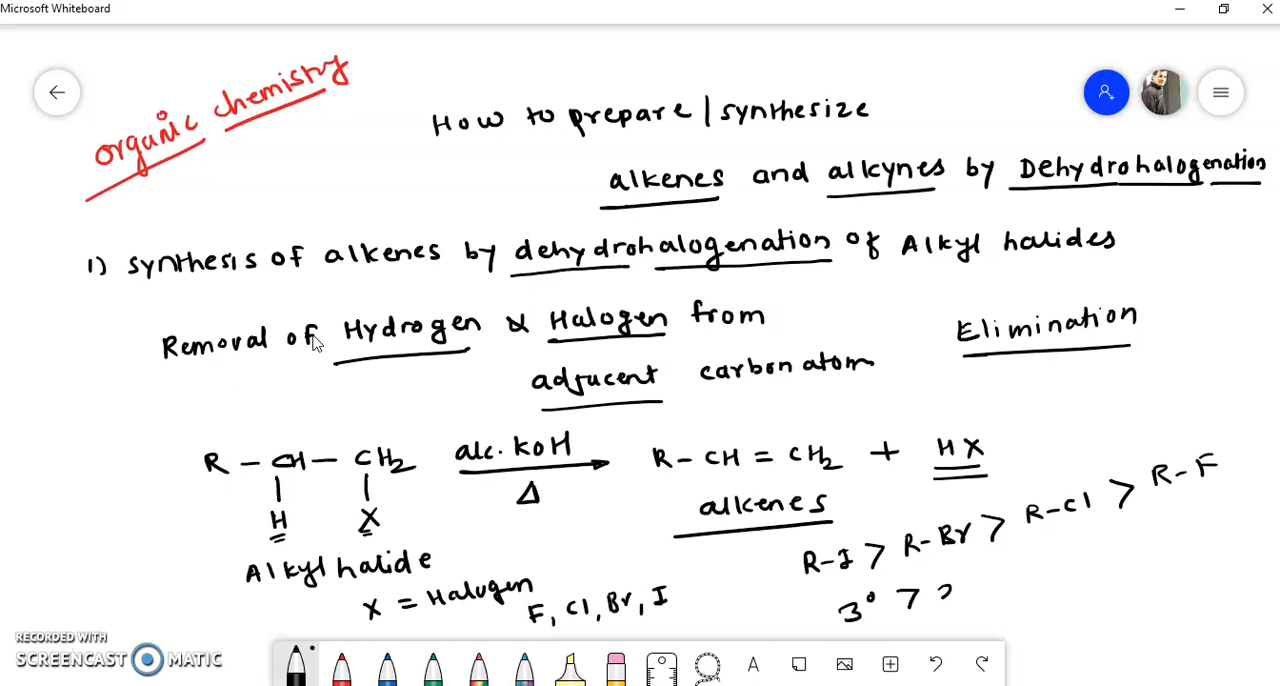 Microsoft Whiteboard
organic chemistry
How to prepare / synthesize
alkenes and alkynes by Dehydrohalogenation
1) synthesis of alkenes by dehydrohalogenation of Alkyl halides
Removal of Hydrogen & Halogen from
adjucent carbon atom
Elimination
R - CH - CH2 alc. KOH R - CH = CH2 + HX
H X Δ alkenes
Alkyl halide
X = Halogen
F, Cl, Br, I
R-I > R-Br > R-Cl > R-F
3° > 2
RECORDED WITH
SCREENCAST MATIC
A